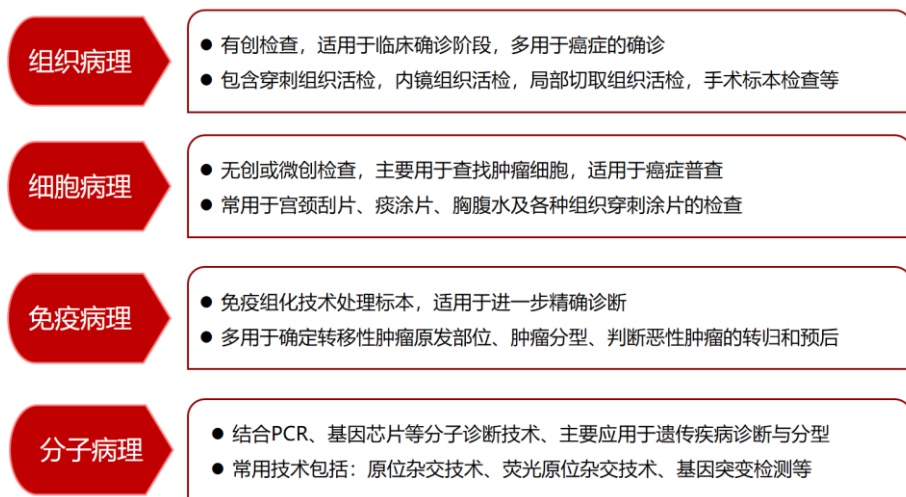 组织病理
● 有创检查，适用于临床确诊阶段，多用于癌症的确诊
● 包含穿刺组织活检，内镜组织活检，局部切取组织活检，手术标本检查等
细胞病理
● 无创或微创检查，主要用于查找肿瘤细胞，适用于癌症普查
● 常用于宫颈刮片、痰涂片、胸腹水及各种组织穿刺涂片的检查
免疫病理
● 免疫组化技术处理标本，适用于进一步精确诊断
● 多用于确定转移性肿瘤原发部位、肿瘤分型、判断恶性肿瘤的转归和预后
分子病理
● 结合PCR、基因芯片等分子诊断技术、主要应用于遗传疾病诊断与分型
● 常用技术包括：原位杂交技术、荧光原位杂交技术、基因突变检测等